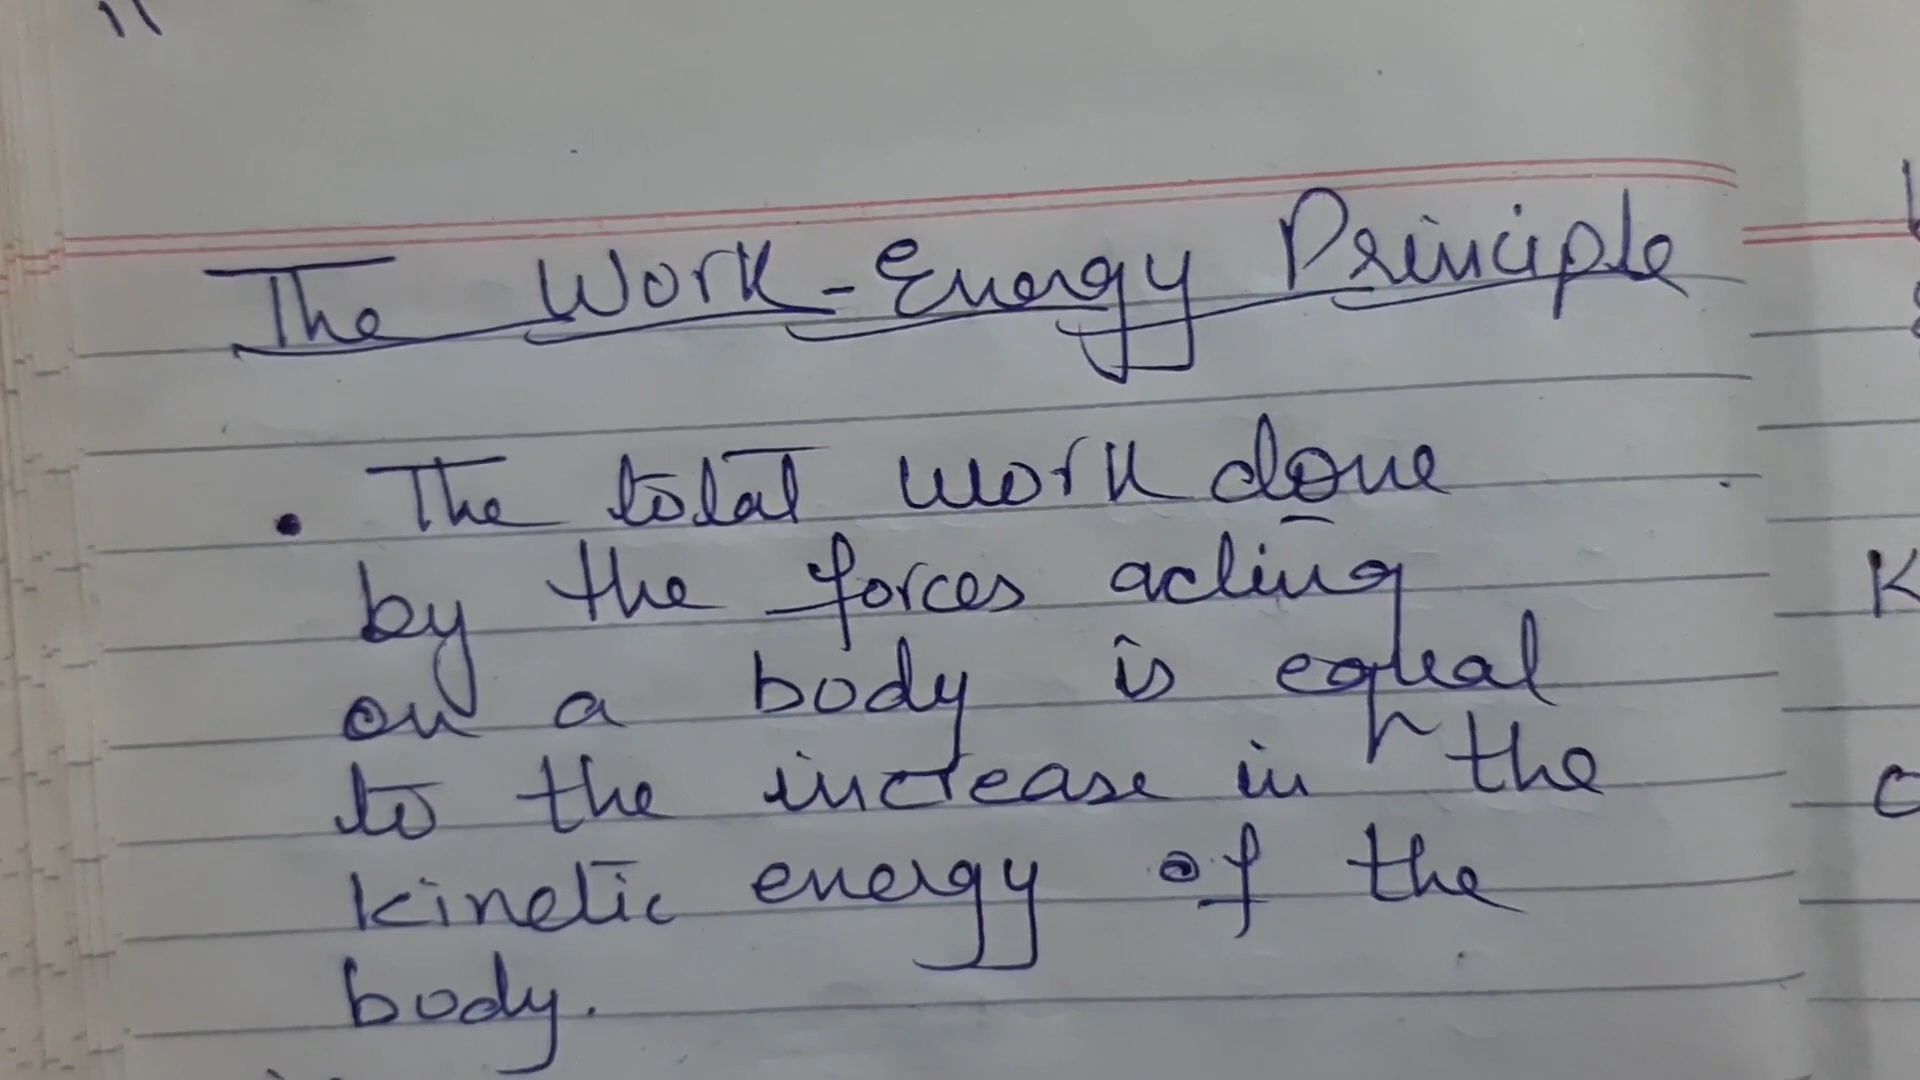 The Work-Energy Principle
• The total work done
by the forces acting
on a body is equal
to the increase in the
kinetic energy of the
body.